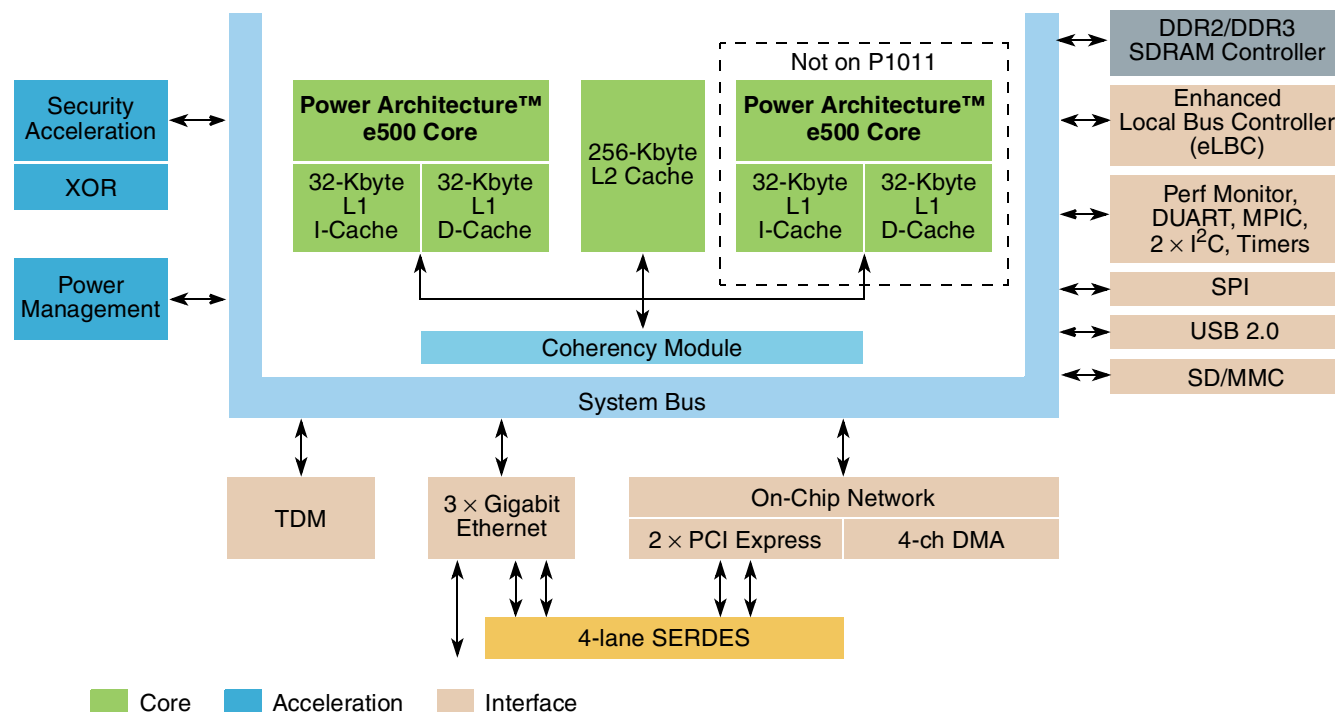 Security
Acceleration
XOR
Power
Management
Power Architecture™
e500 Core
32-Kbyte
L1
I-Cache
32-Kbyte
L1
D-Cache
256-Kbyte
L2 Cache
Not on P1011
Power Architecture™
e500 Core
32-Kbyte
L1
I-Cache
32-Kbyte
L1
D-Cache
Coherency Module
System Bus
DDR2/DDR3
SDRAM Controller
Enhanced
Local Bus Controller
(eLBC)
Perf Monitor,
DUART, MPIC,
2 × I²C, Timers
SPI
USB 2.0
SD/MMC
TDM
3 × Gigabit
Ethernet
On-Chip Network
2 × PCI Express
4-ch DMA
4-lane SERDES
Core
Acceleration
Interface